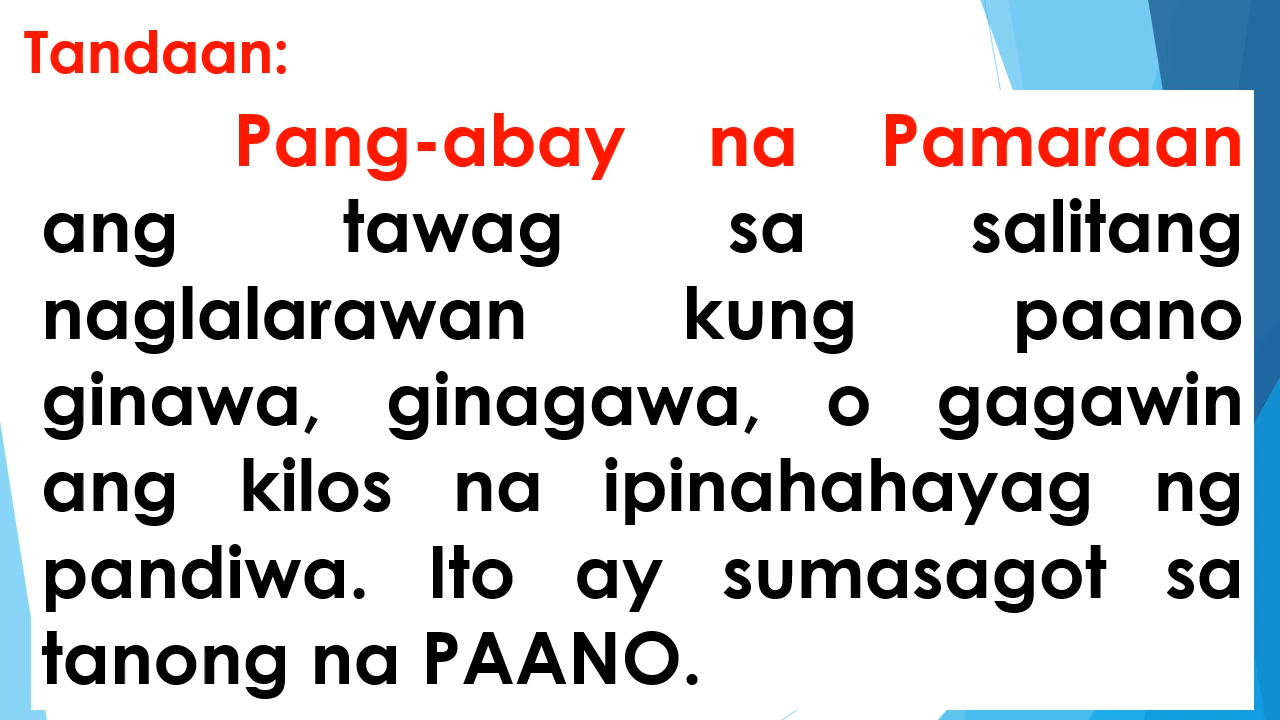 Tandaan:
Pang-abay na Pamaraan
ang tawag sa salitang
naglalarawan kung paano
ginawa, ginagawa, o gagawin
ang kilos na ipinahahayag ng
pandiwa. Ito ay sumasagot sa
tanong na PAANO.